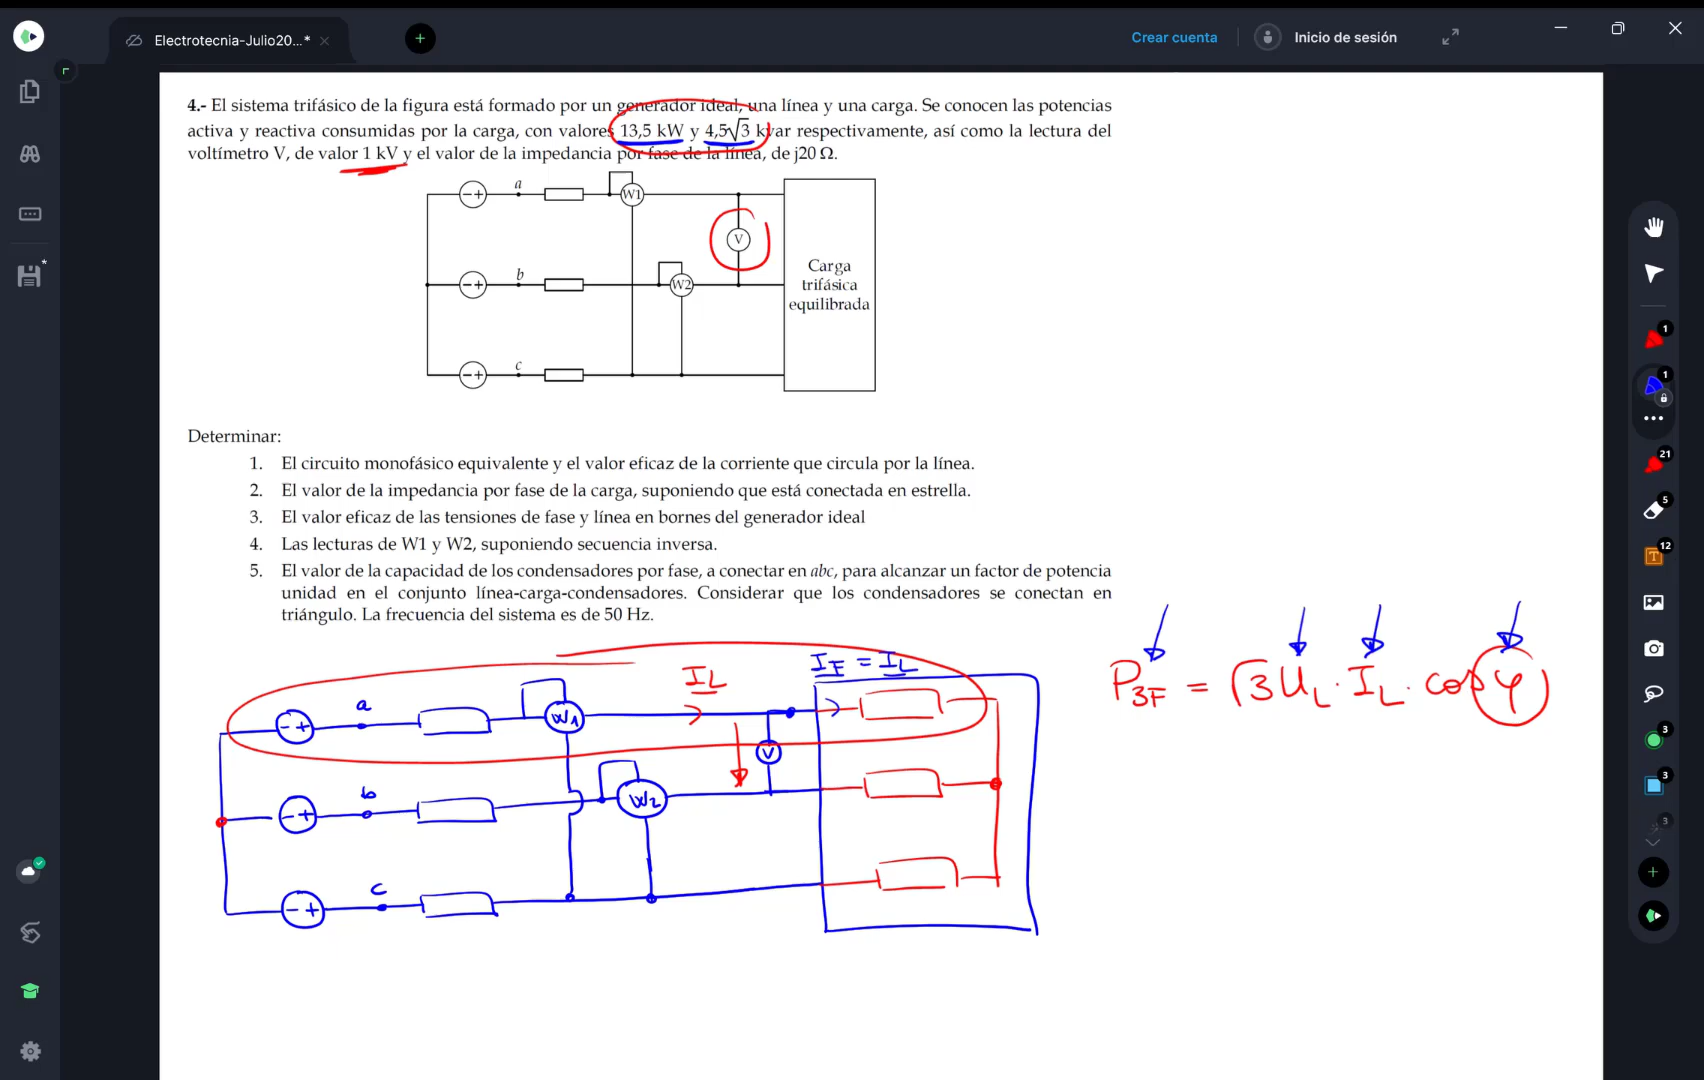 Electrotecnia-Julio20...*
Crear cuenta
Inicio de sesión
4.- El sistema trifásico de la figura está formado por un generador ideal, una línea y una carga. Se conocen las potencias
activa y reactiva consumidas por la carga, con valores 13,5 kW y 4,5√3 kvar respectivamente, así como la lectura del
voltímetro V, de valor 1 kV y el valor de la impedancia por fase de la línea, de j20 Ω.
a
W1
V
b
W2
Carga
trifásica
equilibrada
c
- +
- +
- +
Determinar:
1. El circuito monofásico equivalente y el valor eficaz de la corriente que circula por la línea.
2. El valor de la impedancia por fase de la carga, suponiendo que está conectada en estrella.
3. El valor eficaz de las tensiones de fase y línea en bornes del generador ideal
4. Las lecturas de W1 y W2, suponiendo secuencia inversa.
5. El valor de la capacidad de los condensadores por fase, a conectar en abc, para alcanzar un factor de potencia
unidad en el conjunto línea-carga-condensadores. Considerar que los condensadores se conectan en
triángulo. La frecuencia del sistema es de 50 Hz.
IL
IF = IL
P3F = √3 UL · IL · cos φ)
a
- +
W1
V
b
- +
W2
c
- +
1
1
21
5
12
T
3
3
3